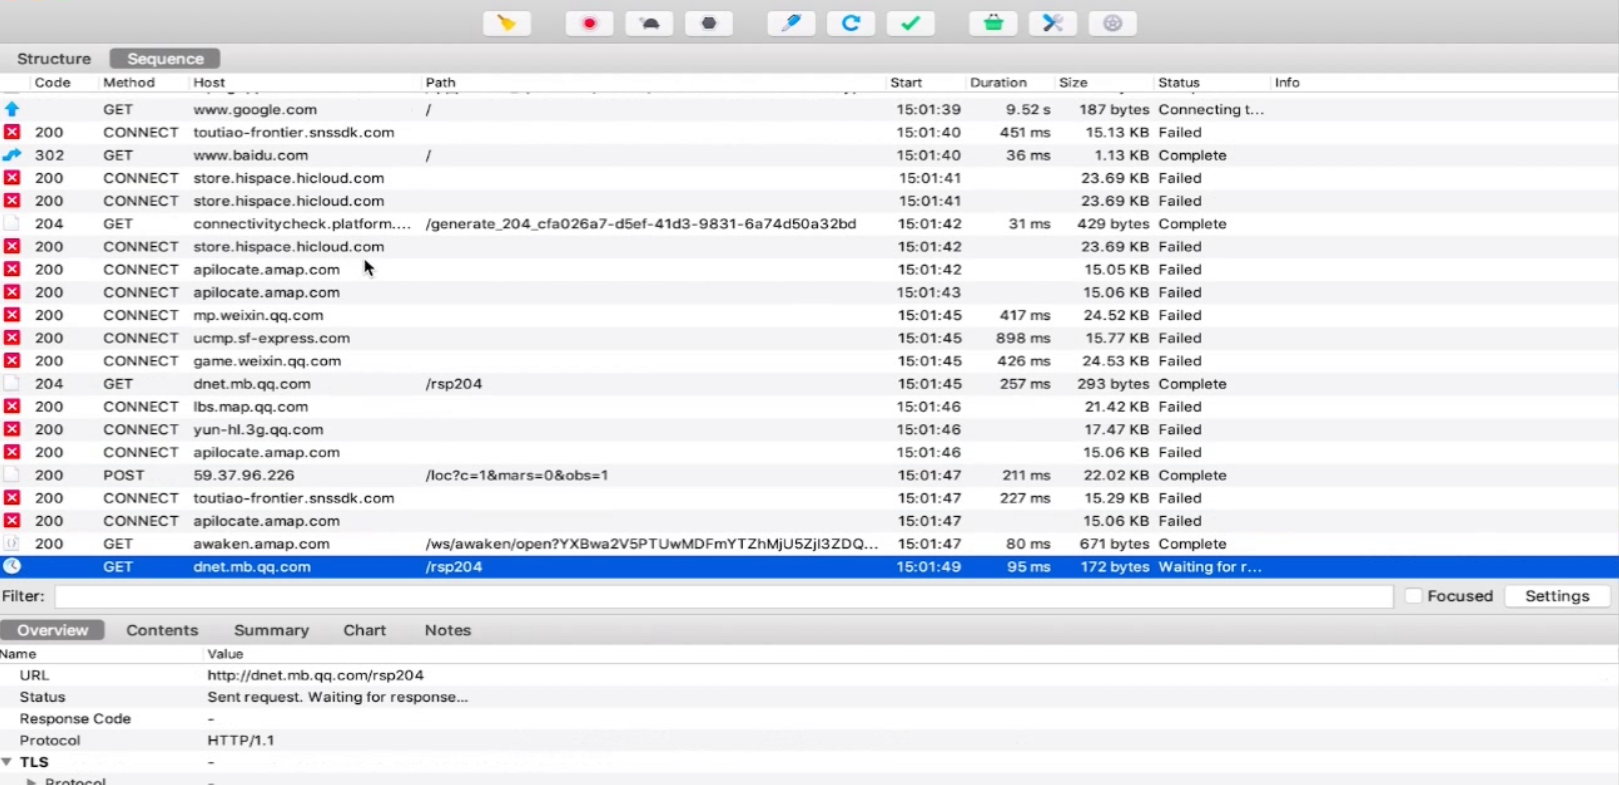 Structure Sequence
Code Method Host Path Start Duration Size Status Info
GET www.google.com / 15:01:39 9.52 s 187 bytes Connecting t...
200 CONNECT toutiao-frontier.snssdk.com 15:01:40 451 ms 15.13 KB Failed
302 GET www.baidu.com / 15:01:40 36 ms 1.13 KB Complete
200 CONNECT store.hispace.hicloud.com 15:01:41 23.69 KB Failed
200 CONNECT store.hispace.hicloud.com 15:01:41 23.69 KB Failed
204 GET connectivitycheck.platform.... /generate_204_cfa026a7-d5ef-41d3-9831-6a74d50a32bd 15:01:42 31 ms 429 bytes Complete
200 CONNECT store.hispace.hicloud.com 15:01:42 23.69 KB Failed
200 CONNECT apilocate.amap.com 15:01:42 15.05 KB Failed
200 CONNECT apilocate.amap.com 15:01:43 15.06 KB Failed
200 CONNECT mp.weixin.qq.com 15:01:45 417 ms 24.52 KB Failed
200 CONNECT ucmp.sf-express.com 15:01:45 898 ms 15.77 KB Failed
200 CONNECT game.weixin.qq.com 15:01:45 426 ms 24.53 KB Failed
204 GET dnet.mb.qq.com /rsp204 15:01:45 257 ms 293 bytes Complete
200 CONNECT lbs.map.qq.com 15:01:46 21.42 KB Failed
200 CONNECT yun-hl.3g.qq.com 15:01:46 17.47 KB Failed
200 CONNECT apilocate.amap.com 15:01:46 15.06 KB Failed
200 POST 59.37.96.226 /loc?c=1&mars=0&obs=1 15:01:47 211 ms 22.02 KB Complete
200 CONNECT toutiao-frontier.snssdk.com 15:01:47 227 ms 15.29 KB Failed
200 CONNECT apilocate.amap.com 15:01:47 15.06 KB Failed
200 GET awaken.amap.com /ws/awaken/open?YXBwa2V5PTUwMDFmYTZhMjU5ZjI3ZDQ... 15:01:47 80 ms 671 bytes Complete
GET dnet.mb.qq.com /rsp204 15:01:49 95 ms 172 bytes Waiting for r...
Filter: Focused Settings
Overview Contents Summary Chart Notes
Name Value
URL http://dnet.mb.qq.com/rsp204
Status Sent request. Waiting for response...
Response Code -
Protocol HTTP/1.1
TLS -
Protocol -